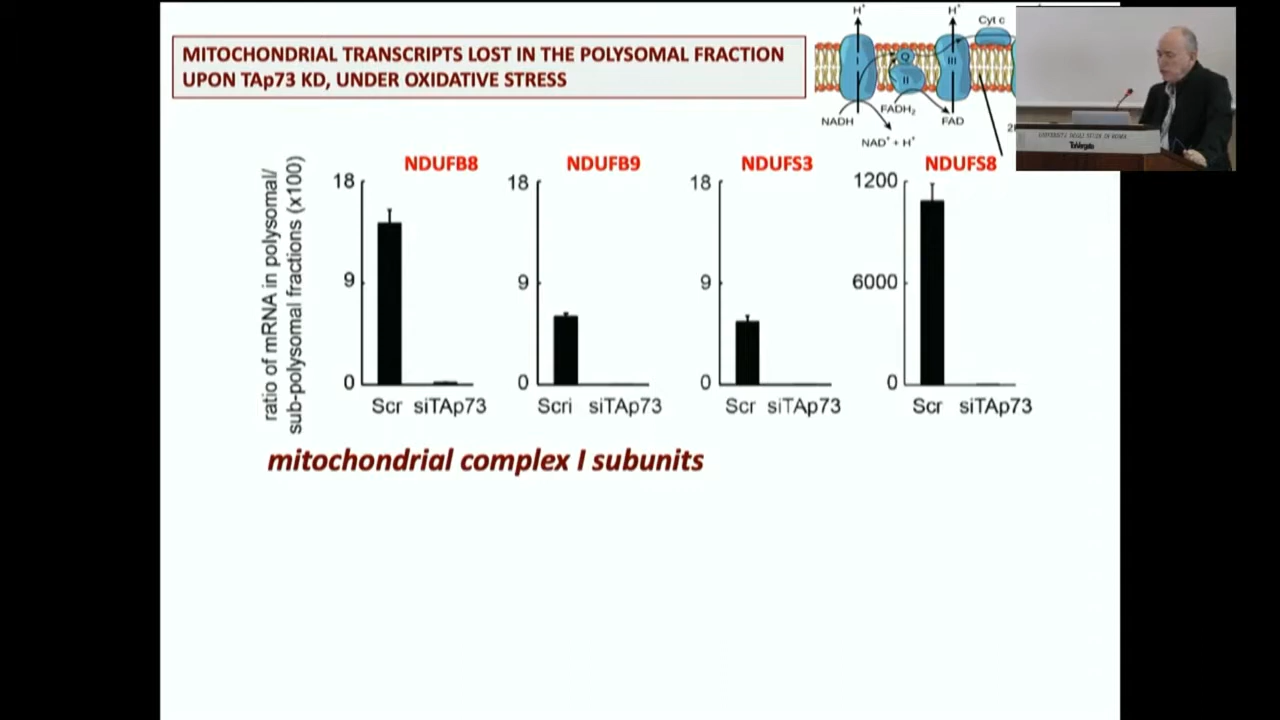 MITOCHONDRIAL TRANSCRIPTS LOST IN THE POLYSOMAL FRACTION
UPON TAp73 KD, UNDER OXIDATIVE STRESS
H+ H+
Cyt c
I Q II III
NADH FADH2 FAD
NAD+ + H+
UNIVERSITÀ DEGLI STUDI DI ROMA
TorVergata
ratio of mRNA in polysomal/
sub-polysomal fractions (x100)
NDUFB8 NDUFB9 NDUFS3 NDUFS8
18 18 18 1200
9 9 9 6000
0 0 0 0
Scr siTAp73 Scri siTAp73 Scr siTAp73 Scr siTAp73
mitochondrial complex I subunits